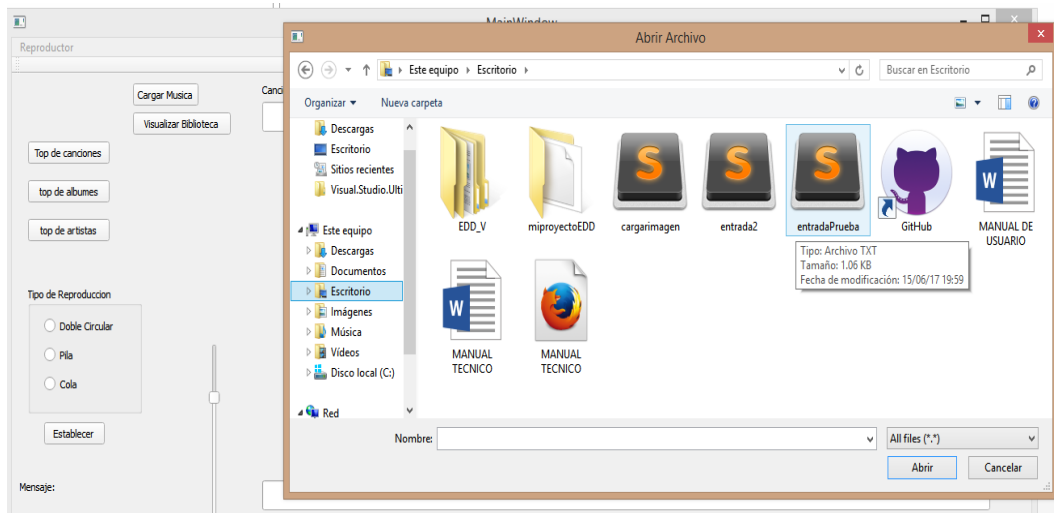 MainWindow
Reproductor
Cargar Musica
Visualizar Biblioteca
Top de canciones
top de albumes
top de artistas
Tipo de Reproduccion
Doble Circular
Pila
Cola
Establecer
Mensaje:
Abrir Archivo
Este equipo
Escritorio
Buscar en Escritorio
Organizar
Nueva carpeta
Descargas
Escritorio
Sitios recientes
Visual.Studio.Ulti
Este equipo
Descargas
Documentos
Escritorio
Imágenes
Música
Vídeos
Disco local (C:)
Red
EDD_V
miproyectoEDD
cargarimagen
entrada2
entradaPrueba
GitHub
MANUAL DE
USUARIO
Tipo: Archivo TXT
Tamaño: 1.06 KB
Fecha de modificación: 15/06/17 19:59
MANUAL
TECNICO
MANUAL
TECNICO
Nombre:
All files (*.*)
Abrir
Cancelar